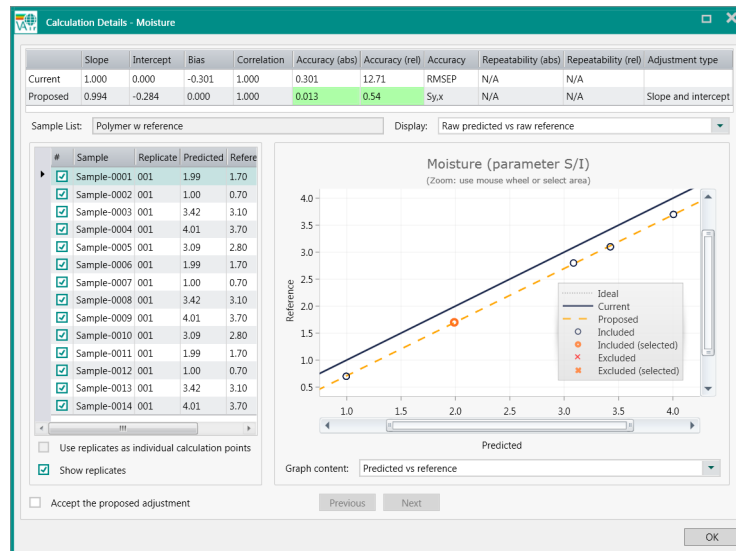 Calculation Details - Moisture
Slope Intercept Bias Correlation Accuracy (abs) Accuracy (rel) Accuracy Repeatability (abs) Repeatability (rel) Adjustment type
Current 1.000 0.000 -0.301 1.000 0.301 12.71 RMSEP N/A N/A
Proposed 0.994 -0.284 0.000 1.000 0.013 0.54 Sy,x N/A N/A Slope and intercept
Sample List: Polymer w reference Display: Raw predicted vs raw reference
# Sample Replicate Predicted Refere
Sample-0001 001 1.99 1.70
Sample-0002 001 1.00 0.70
Sample-0003 001 3.42 3.10
Sample-0004 001 4.01 3.70
Sample-0005 001 3.09 2.80
Sample-0006 001 1.99 1.70
Sample-0007 001 1.00 0.70
Sample-0008 001 3.42 3.10
Sample-0009 001 4.01 3.70
Sample-0010 001 3.09 2.80
Sample-0011 001 1.99 1.70
Sample-0012 001 1.00 0.70
Sample-0013 001 3.42 3.10
Sample-0014 001 4.01 3.70
Use replicates as individual calculation points
Show replicates
Moisture (parameter S/I)
(Zoom: use mouse wheel or select area)
Reference
4.0
3.5
3.0
2.5
2.0
1.5
1.0
0.5
Ideal
Current
Proposed
Included
Included (selected)
Excluded
Excluded (selected)
1.0 1.5 2.0 2.5 3.0 3.5 4.0
Predicted
Graph content: Predicted vs reference
Accept the proposed adjustment
Previous Next
OK